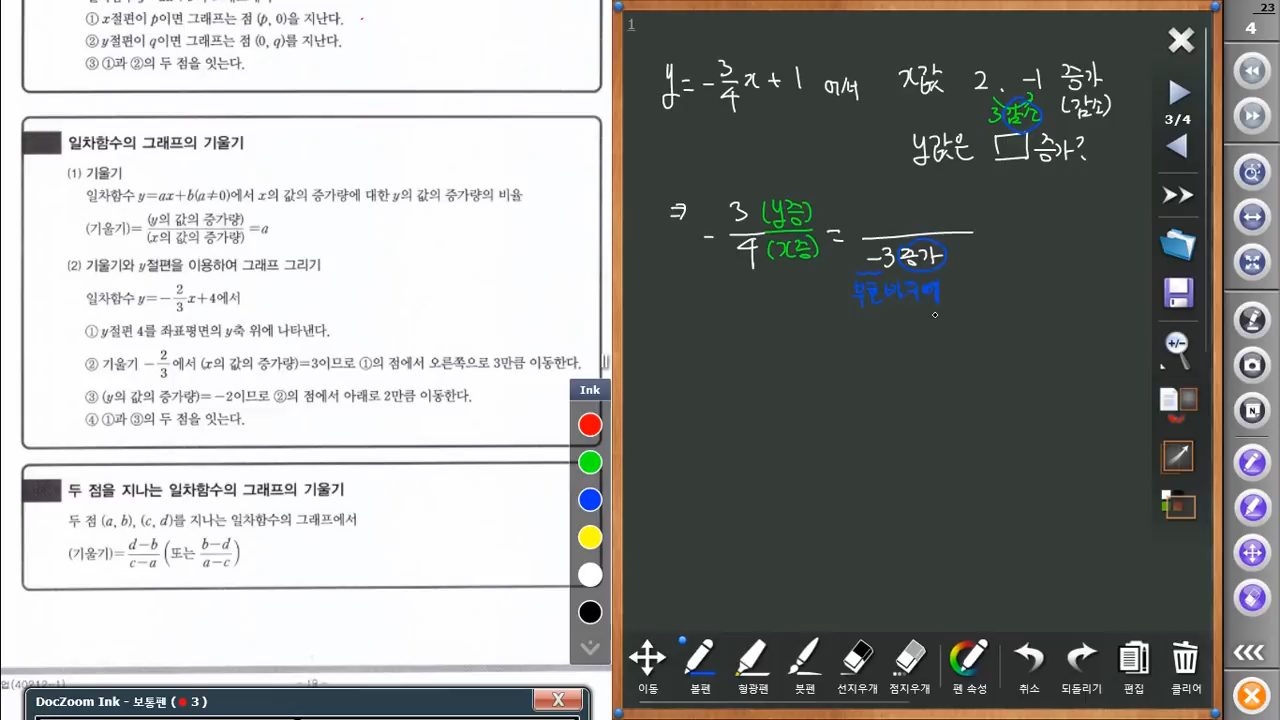 ① x절편이 p이면 그래프는 점 (p, 0)을 지난다.
② y절편이 q이면 그래프는 점 (0, q)를 지난다.
③ ①과 ②의 두 점을 잇는다.
일차함수의 그래프의 기울기
(1) 기울기
일차함수 y=ax+b(a≠0)에서 x의 값의 증가량에 대한 y의 값의 증가량의 비율
(기울기)=(y의 값의 증가량)/(x의 값의 증가량)=a
(2) 기울기와 y절편을 이용하여 그래프 그리기
일차함수 y=-2/3x+4에서
① y절편 4를 좌표평면의 y축 위에 나타낸다.
② 기울기 -2/3에서 (x의 값의 증가량)=3이므로 ①의 점에서 오른쪽으로 3만큼 이동한다.
③ (y의 값의 증가량)=-2이므로 ②의 점에서 아래로 2만큼 이동한다.
④ ①과 ③의 두 점을 잇는다.
두 점을 지나는 일차함수의 그래프의 기울기
두 점 (a, b), (c, d)를 지나는 일차함수의 그래프에서
(기울기)=d-b/c-a (또는 b-d/a-c)
Ink
DocZoom Ink - 보통펜 ( 3 )
X
1
y=-3/4x+1 에서 x값 2 -1 증가
3감소 (감소)
y값은 □ 증가?
⇒ -3(y증)/4(x증) = /-3증가
부호바꾸어
23
4
3/4
이동 볼펜 형광펜 붓펜 선지우개 점지우개 펜 속성 취소 되돌리기 편집 클리어